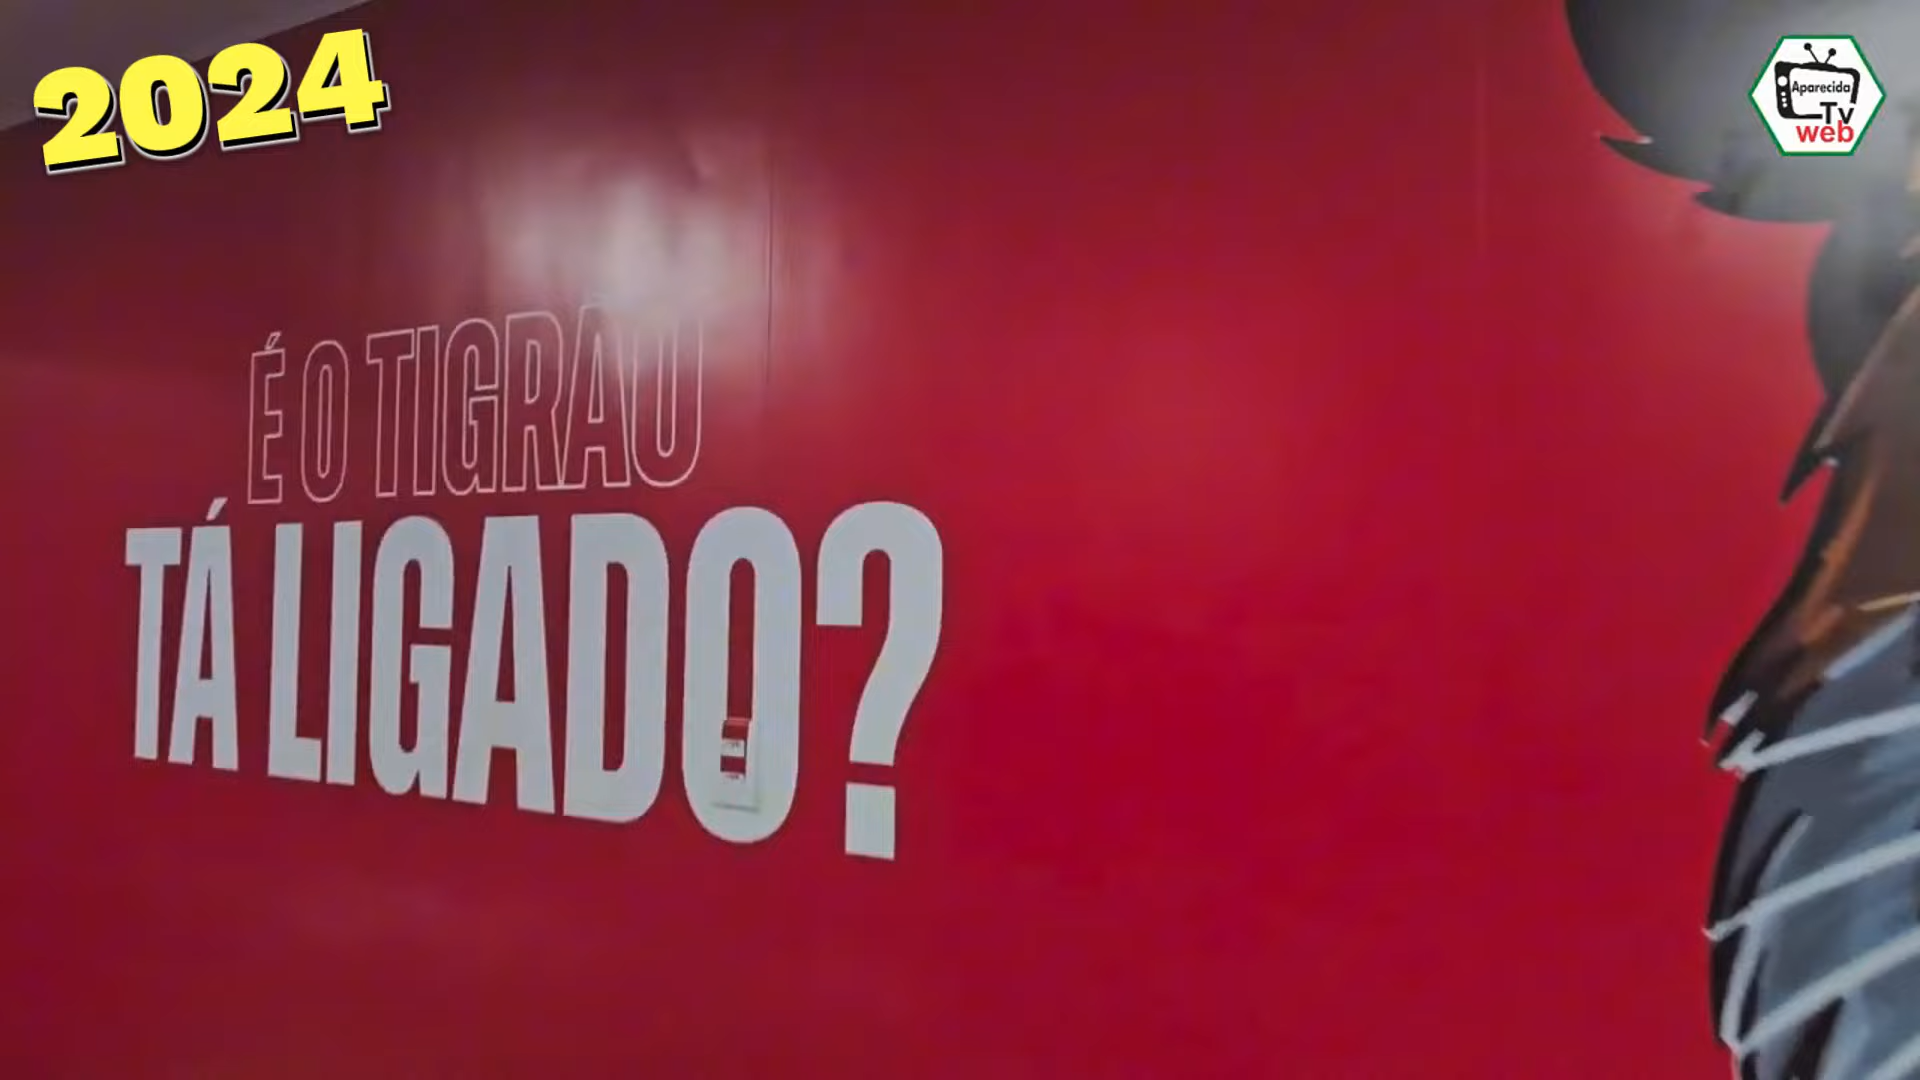 2024
Aparecida
Tv
web
É O TIGRÃO
TÁ LIGADO?